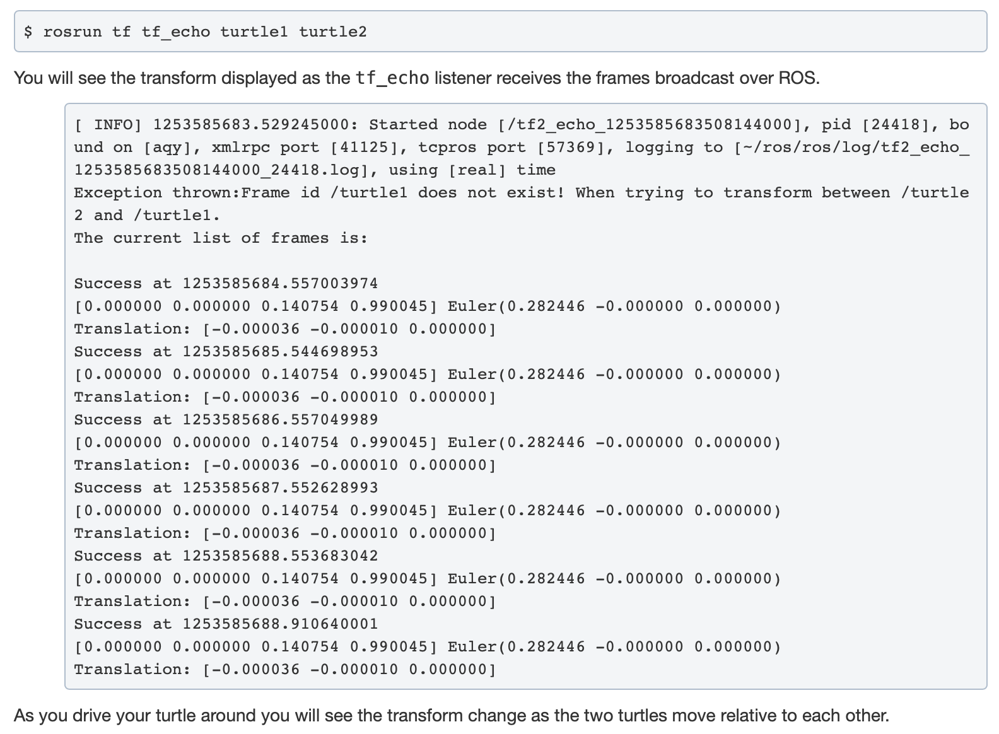 $ rosrun tf tf_echo turtle1 turtle2
You will see the transform displayed as the tf_echo listener receives the frames broadcast over ROS.
[ INFO] 1253585683.529245000: Started node [/tf2_echo_1253585683508144000], pid [24418], bo
und on [aqy], xmlrpc port [41125], tcpros port [57369], logging to [~/ros/ros/log/tf2_echo_
1253585683508144000_24418.log], using [real] time
Exception thrown:Frame id /turtle1 does not exist! When trying to transform between /turtle
2 and /turtle1.
The current list of frames is:

Success at 1253585684.557003974
[0.000000 0.000000 0.140754 0.990045] Euler(0.282446 -0.000000 0.000000)
Translation: [-0.000036 -0.000010 0.000000]
Success at 1253585685.544698953
[0.000000 0.000000 0.140754 0.990045] Euler(0.282446 -0.000000 0.000000)
Translation: [-0.000036 -0.000010 0.000000]
Success at 1253585686.557049989
[0.000000 0.000000 0.140754 0.990045] Euler(0.282446 -0.000000 0.000000)
Translation: [-0.000036 -0.000010 0.000000]
Success at 1253585687.552628993
[0.000000 0.000000 0.140754 0.990045] Euler(0.282446 -0.000000 0.000000)
Translation: [-0.000036 -0.000010 0.000000]
Success at 1253585688.553683042
[0.000000 0.000000 0.140754 0.990045] Euler(0.282446 -0.000000 0.000000)
Translation: [-0.000036 -0.000010 0.000000]
Success at 1253585688.910640001
[0.000000 0.000000 0.140754 0.990045] Euler(0.282446 -0.000000 0.000000)
Translation: [-0.000036 -0.000010 0.000000]
As you drive your turtle around you will see the transform change as the two turtles move relative to each other.